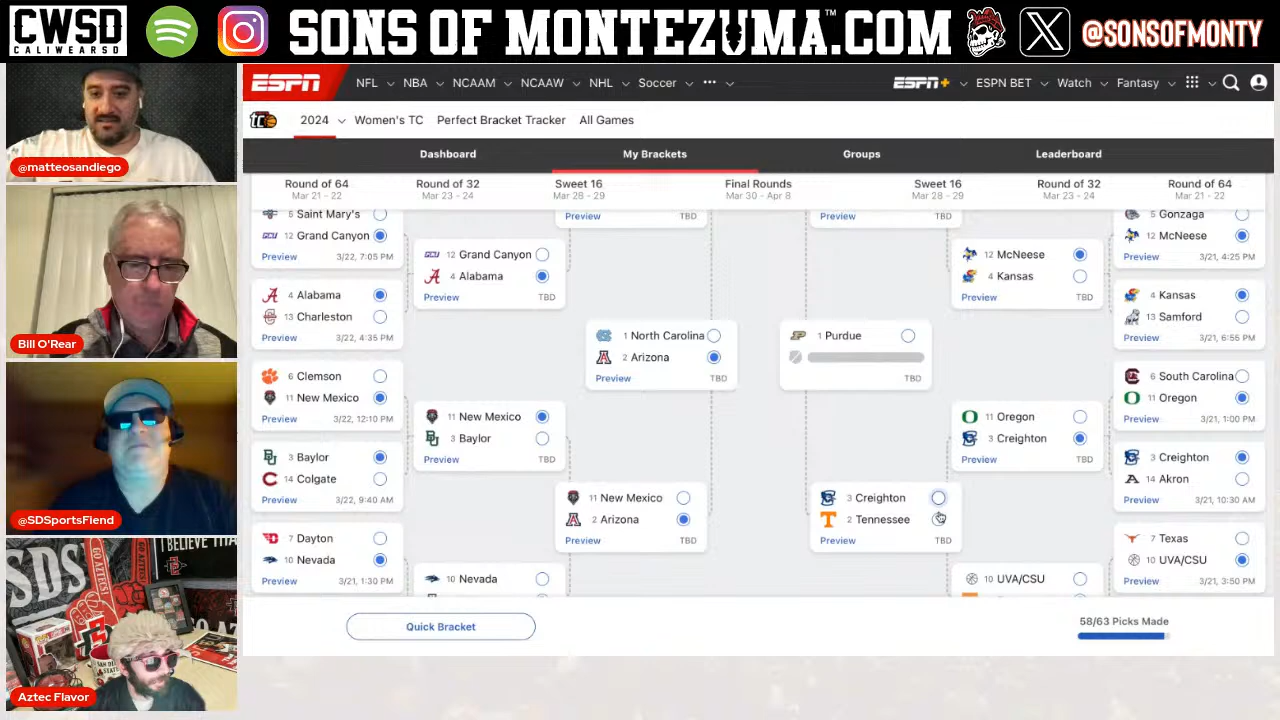 CWSD
CALIWEARSD
SONS OF MONTEZUMA.COM™
@SONSOFMONTY
@matteosandiego
Bill O'Rear
@SDSportsFiend
Aztec Flavor
SDS
I BELIEVE THA
GO AZTECS!
ESPN
NFL
NBA
NCAAM
NCAAW
NHL
Soccer
•••
ESPN+
ESPN BET
Watch
Fantasy
tc
2024
Women's TC
Perfect Bracket Tracker
All Games
Dashboard
My Brackets
Groups
Leaderboard
Round of 64
Mar 21 - 22
Round of 32
Mar 23 - 24
Sweet 16
Mar 28 - 29
Final Rounds
Mar 30 - Apr 8
Sweet 16
Mar 28 - 29
Round of 32
Mar 23 - 24
Round of 64
Mar 21 - 22
5 Saint Mary's
12 Grand Canyon
Preview 3/22, 7:05 PM
4 Alabama
13 Charleston
Preview 3/22, 4:35 PM
6 Clemson
11 New Mexico
Preview 3/22, 12:10 PM
3 Baylor
14 Colgate
Preview 3/22, 9:40 AM
7 Dayton
10 Nevada
Preview 3/21, 1:30 PM
12 Grand Canyon
4 Alabama
Preview TBD
11 New Mexico
3 Baylor
Preview TBD
10 Nevada
Preview TBD
1 North Carolina
2 Arizona
Preview TBD
11 New Mexico
2 Arizona
Preview TBD
Preview TBD
1 Purdue
TBD
3 Creighton
2 Tennessee
Preview TBD
12 McNeese
4 Kansas
Preview TBD
11 Oregon
3 Creighton
Preview TBD
10 UVA/CSU
5 Gonzaga
12 McNeese
Preview 3/21, 4:25 PM
4 Kansas
13 Samford
Preview 3/21, 6:55 PM
6 South Carolina
11 Oregon
Preview 3/21, 1:00 PM
3 Creighton
14 Akron
Preview 3/21, 10:30 AM
7 Texas
10 UVA/CSU
Preview 3/21, 3:50 PM
Quick Bracket
58/63 Picks Made